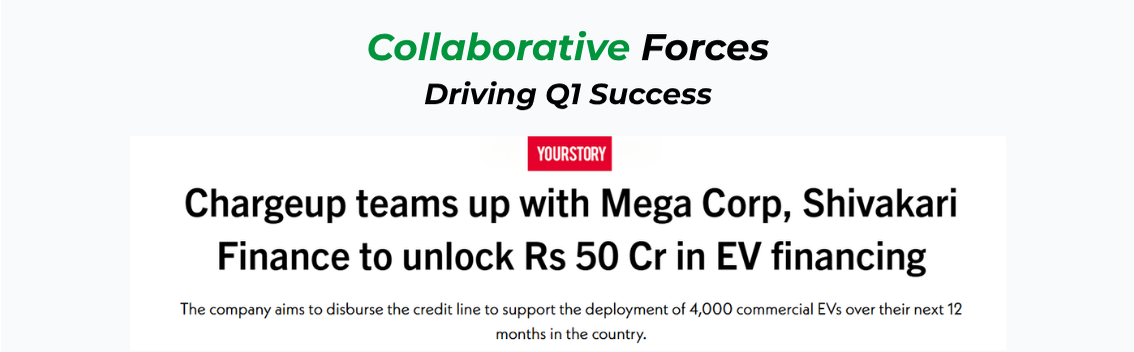 Collaborative Forces
Driving Q1 Success
YOURSTORY
Chargeup teams up with Mega Corp, Shivakari
Finance to unlock Rs 50 Cr in EV financing
The company aims to disburse the credit line to support the deployment of 4,000 commercial EVs over their next 12
months in the country.